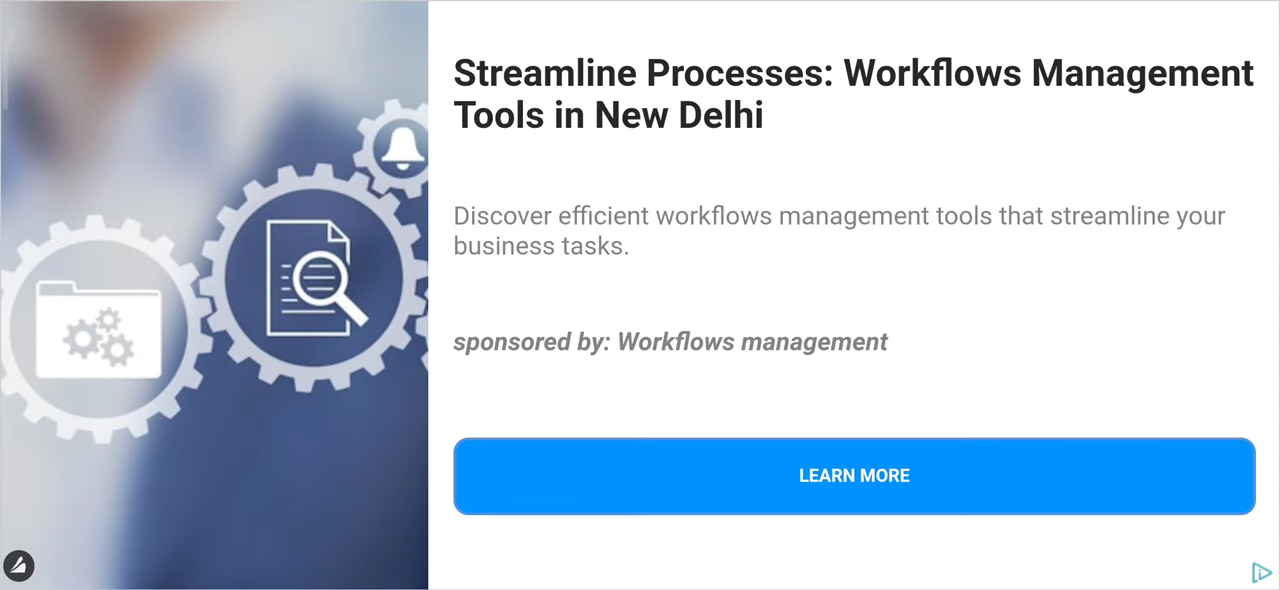 Streamline Processes: Workflows Management
Tools in New Delhi
Discover efficient workflows management tools that streamline your
business tasks.
sponsored by: Workflows management
LEARN MORE